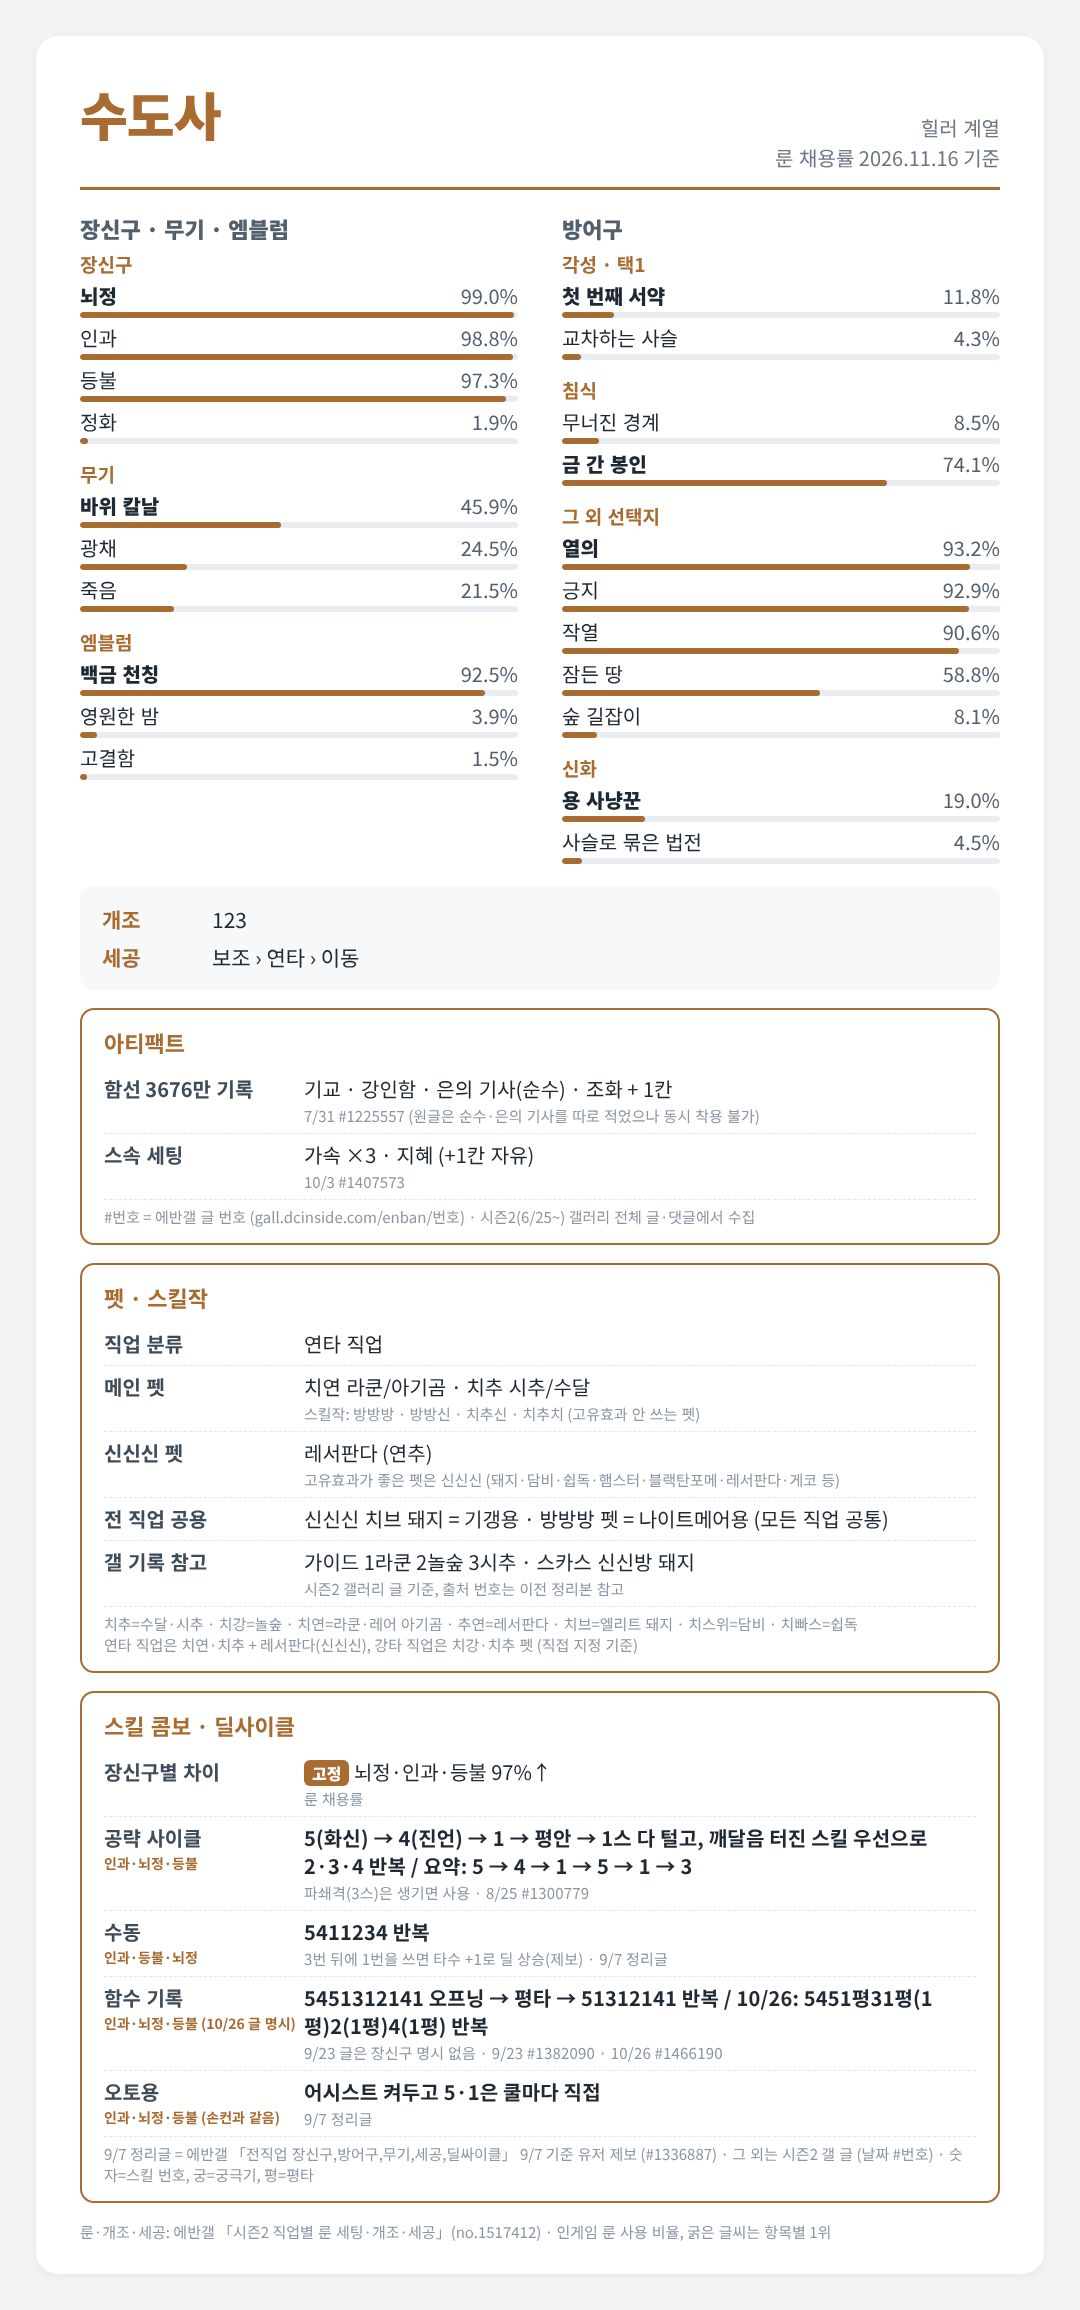 수도사
힐러 계열
룬 채용률 2026.11.16 기준
장신구 · 무기 · 엠블럼
장신구
뇌정 99.0%
인과 98.8%
등불 97.3%
정화 1.9%
무기
바위 칼날 45.9%
광채 24.5%
죽음 21.5%
엠블럼
백금 천칭 92.5%
영원한 밤 3.9%
고결함 1.5%
방어구
각성 · 택1
첫 번째 서약 11.8%
교차하는 사슬 4.3%
침식
무너진 경계 8.5%
금 간 봉인 74.1%
그 외 선택지
열의 93.2%
긍지 92.9%
작열 90.6%
잠든 땅 58.8%
숲 길잡이 8.1%
신화
용 사냥꾼 19.0%
사슬로 묶은 법전 4.5%
개조 123
세공 보조 › 연타 › 이동
아티팩트
함선 3676만 기록 기교 · 강인함 · 은의 기사(순수) · 조화 + 1칸
7/31 #1225557 (원글은 순수·은의 기사를 따로 적었으나 동시 착용 불가)
스속 세팅 가속 ×3 · 지혜 (+1칸 자유)
10/3 #1407573
#번호 = 에반갤 글 번호 (gall.dcinside.com/enban/번호) · 시즌2(6/25~) 갤러리 전체 글·댓글에서 수집
펫 · 스킬작
직업 분류 연타 직업
메인 펫 치연 라쿤/아기곰 · 치추 시추/수달
스킬작: 방방방 · 방방신 · 치추신 · 치추치 (고유효과 안 쓰는 펫)
신신신 펫 레서판다 (연추)
고유효과가 좋은 펫은 신신신 (돼지·담비·쉽독·햄스터·블랙탄포메·레서판다·게코 등)
전 직업 공용 신신신 치브 돼지 = 기갱용 · 방방방 펫 = 나이트메어용 (모든 직업 공통)
갤 기록 참고 가이드 1라쿤 2놀숲 3시추 · 스카스 신신방 돼지
시즌2 갤러리 글 기준, 출처 번호는 이전 정리본 참고
치추=수달·시추 · 치강=놀숲 · 치연=라쿤·레어 아기곰 · 추연=레서판다 · 치브=엘리트 돼지 · 치스위=담비 · 치빠스=쉽독
연타 직업은 치연·치추 + 레서판다(신신신), 강타 직업은 치강·치추 펫 (직접 지정 기준)
스킬 콤보 · 딜사이클
장신구별 차이 고정 뇌정·인과·등불 97%↑
룬 채용률
공략 사이클 5(화신) → 4(진언) → 1 → 평안 → 1스 다 털고, 깨달음 터진 스킬 우선으로
인과·뇌정·등불 2·3·4 반복 / 요약: 5 → 4 → 1 → 5 → 1 → 3
파쇄격(3스)은 생기면 사용 · 8/25 #1300779
수동 5411234 반복
인과·등불·뇌정 3번 뒤에 1번을 쓰면 타수 +1로 딜 상승(제보) · 9/7 정리글
함수 기록 5451312141 오프닝 → 평타 → 51312141 반복 / 10/26: 5451평31평(1
인과·뇌정·등불 (10/26 글 명시) 평)2(1평)4(1평) 반복
9/23 글은 장신구 명시 없음 · 9/23 #1382090 · 10/26 #1466190
오토용 어시스트 켜두고 5·1은 쿨마다 직접
인과·뇌정·등불 (손컨과 같음) 9/7 정리글
9/7 정리글 = 에반갤 「전직업 장신구,방어구,무기,세공,딜싸이클」 9/7 기준 유저 제보 (#1336887) · 그 외는 시즌2 갤 글 (날짜 #번호) · 숫
자=스킬 번호, 궁=궁극기, 평=평타
룬·개조·세공: 에반갤 「시즌2 직업별 룬 세팅·개조·세공」(no.1517412) · 인게임 룬 사용 비율, 굵은 글씨는 항목별 1위